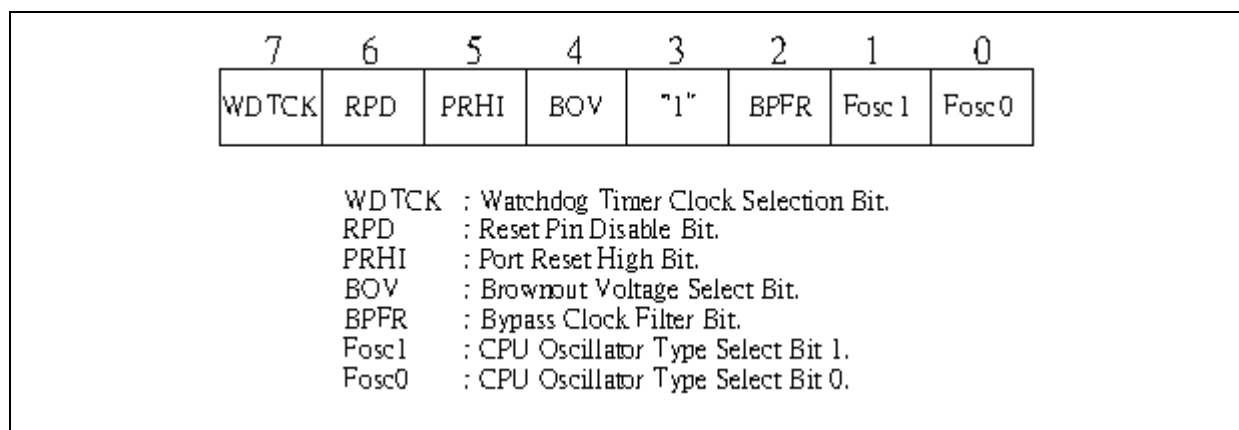 7 6 5 4 3 2 1 0
WDTCK RPD PRHI BOV "1" BPFR Fosc1 Fosc0
WDTCK : Watchdog Timer Clock Selection Bit.
RPD : Reset Pin Disable Bit.
PRHI : Port Reset High Bit.
BOV : Brownout Voltage Select Bit.
BPFR : Bypass Clock Filter Bit.
Fosc1 : CPU Oscillator Type Select Bit 1.
Fosc0 : CPU Oscillator Type Select Bit 0.